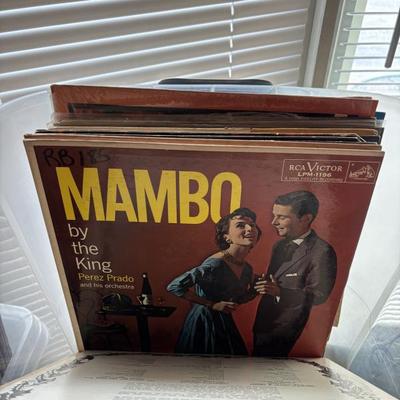 RB 185
RCA VICTOR
LPM-1196
MAMBO
by
the
King
Perez Prado
and his orchestra